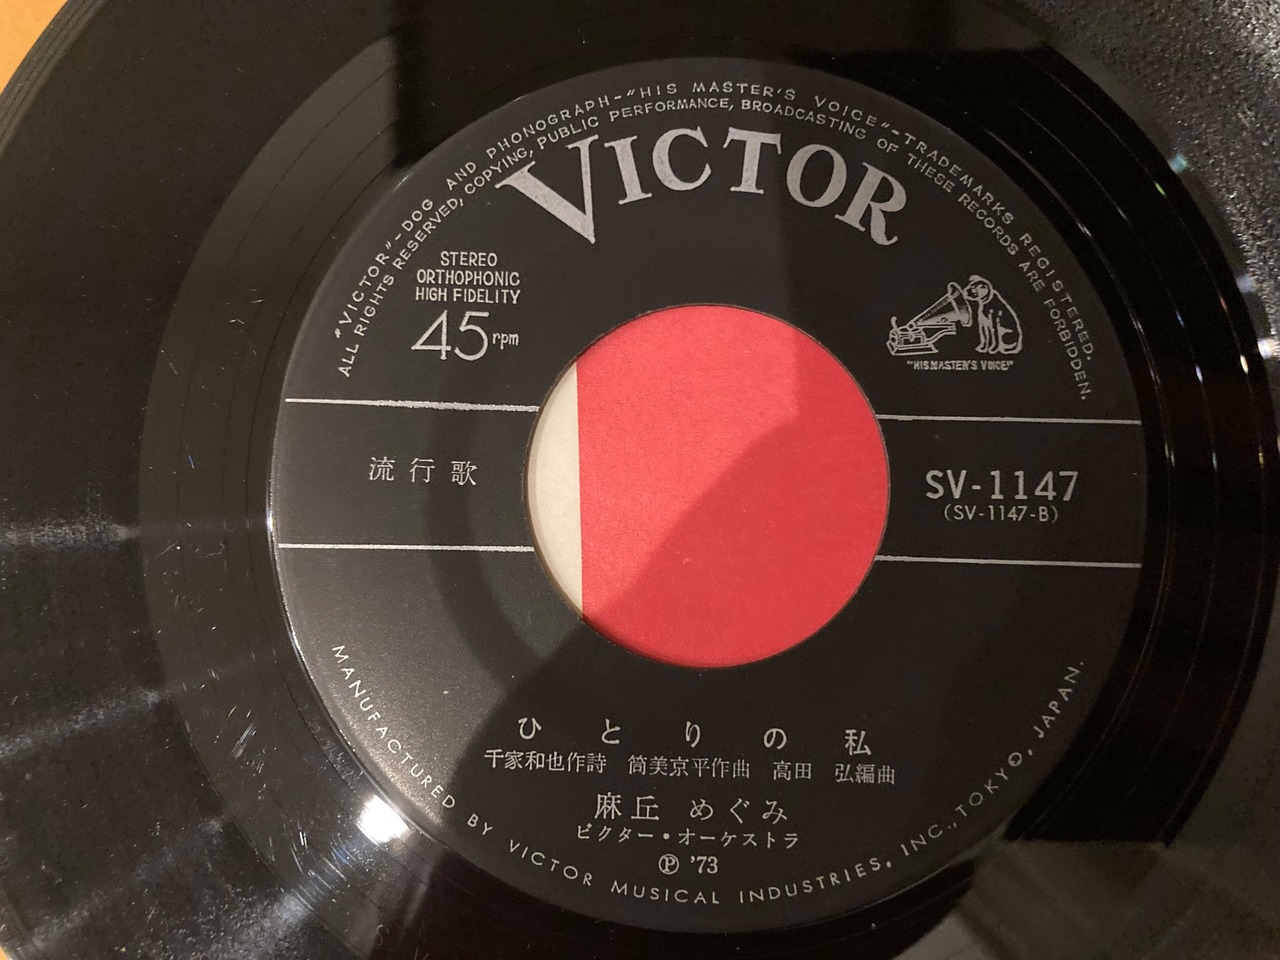 "VICTOR"-DOG AND PHONOGRAPH-"HIS MASTER'S VOICE"-TRADEMARKS REGISTERED.
ALL RIGHTS RESERVED, COPYING, PUBLIC PERFORMANCE, BROADCASTING OF THESE RECORDS ARE FORBIDDEN.
VICTOR
STEREO
ORTHOPHONIC
HIGH FIDELITY
45rpm
"HIS MASTER'S VOICE"
流行歌
SV-1147
(SV-1147-B)
ひとりの私
千家和也作詩 筒美京平作曲 高田 弘編曲
麻丘 めぐみ
ビクター・オーケストラ
Ⓟ '73
MANUFACTURED BY VICTOR MUSICAL INDUSTRIES, INC., TOKYO, JAPAN.